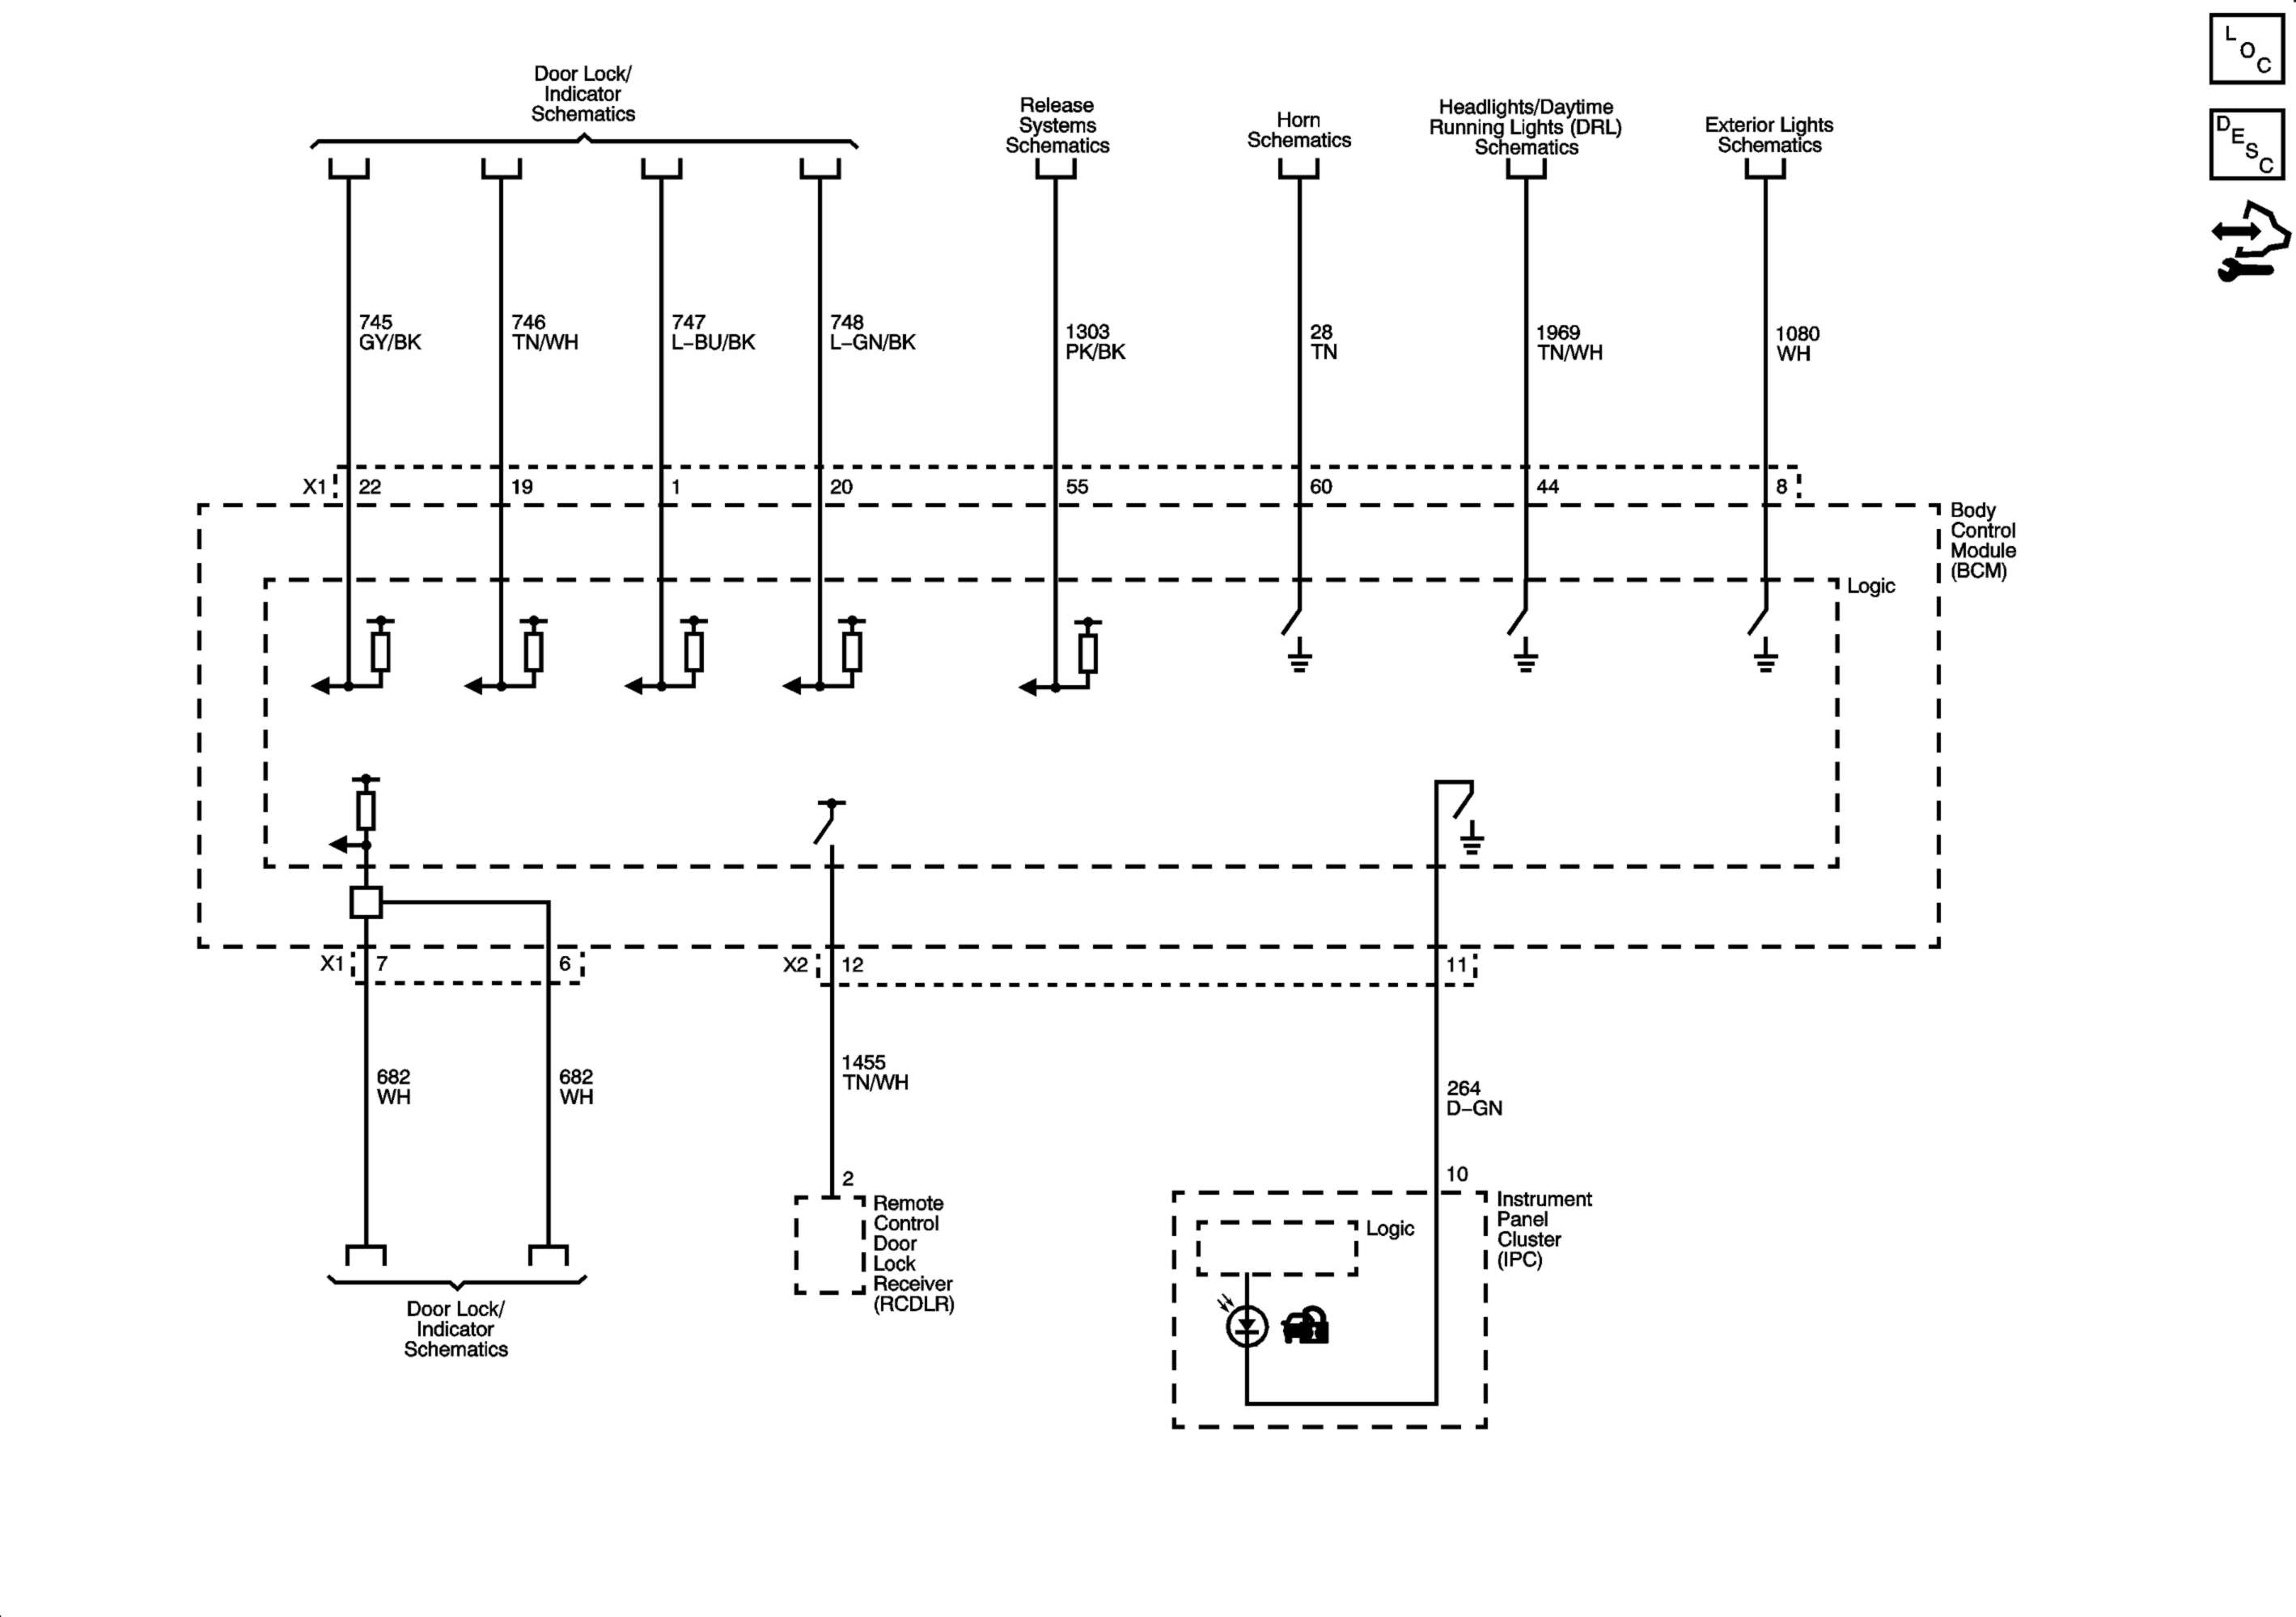 L
O
C
D
E
S
C
Door Lock/
Indicator
Schematics
Release
Systems
Schematics
Horn
Schematics
Headlights/Daytime
Running Lights (DRL)
Schematics
Exterior Lights
Schematics
745
GY/BK
746
TN/WH
747
L–BU/BK
748
L–GN/BK
1303
PK/BK
28
TN
1969
TN/WH
1080
WH
X1 22 19 1 20 55 60 44 8
Body
Control
Module
(BCM)
Logic
X1 7 6 X2 12 11
682
WH
682
WH
1455
TN/WH
264
D–GN
2
10
Remote
Control
Door
Lock
Receiver
(RCDLR)
Logic
Instrument
Panel
Cluster
(IPC)
Door Lock/
Indicator
Schematics